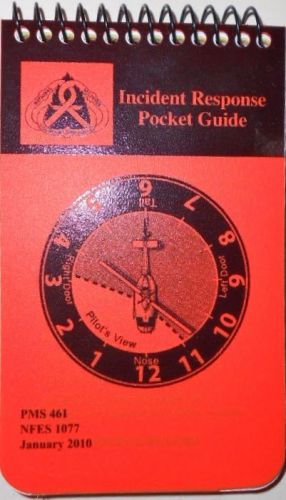 Incident Response
Pocket Guide
6
Tail
5
7
4
8
Right Door
Left Door
3
9
2
10
Pilot's View
1
11
Nose
12
PMS 461
NFES 1077
January 2010